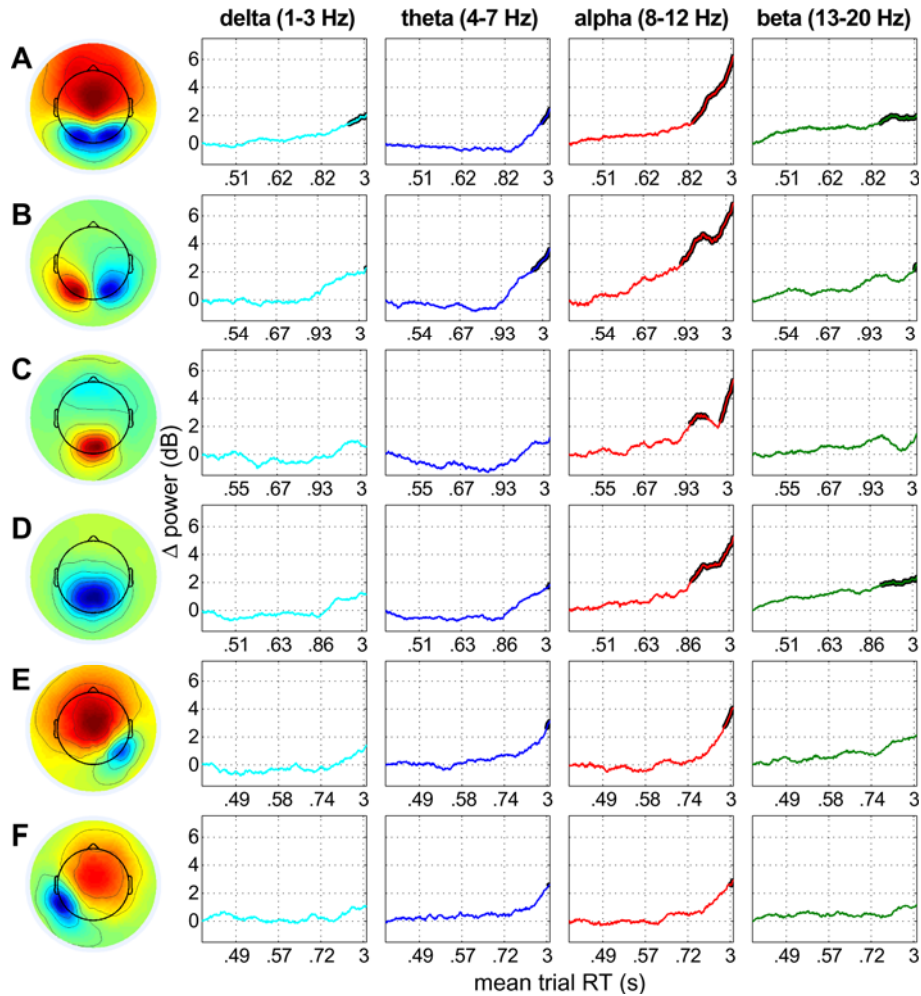 delta (1-3 Hz) theta (4-7 Hz) alpha (8-12 Hz) beta (13-20 Hz)
A
6
4
2
0
.51 .62 .82 3 .51 .62 .82 3 .51 .62 .82 3 .51 .62 .82 3
B
6
4
2
0
.54 .67 .93 3 .54 .67 .93 3 .54 .67 .93 3 .54 .67 .93 3
C
6
4
2
0
.55 .67 .93 3 .55 .67 .93 3 .55 .67 .93 3 .55 .67 .93 3
Δ power (dB)
D
6
4
2
0
.51 .63 .86 3 .51 .63 .86 3 .51 .63 .86 3 .51 .63 .86 3
E
6
4
2
0
.49 .58 .74 3 .49 .58 .74 3 .49 .58 .74 3 .49 .57 .74 3
F
6
4
2
0
.49 .58 .72 3 .49 .58 .72 3 .49 .58 .72 3 .49 .58 .72 3
mean trial RT (s)